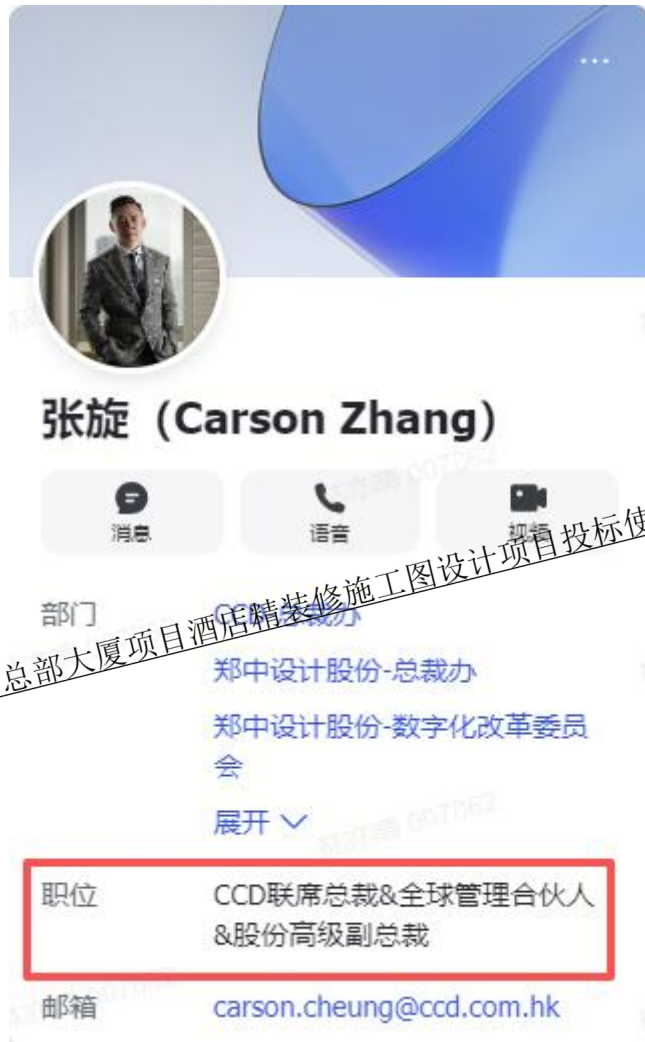 张旋（Carson Zhang）
消息
语音
视频
总部大厦项目酒店精装修施工图设计项目投标使
部门
CCD-总裁办
郑中设计股份-总裁办
郑中设计股份-数字化改革委员
会
展开
职位
CCD联席总裁&全球管理合伙人
&股份高级副总裁
邮箱
carson.cheung@ccd.com.hk